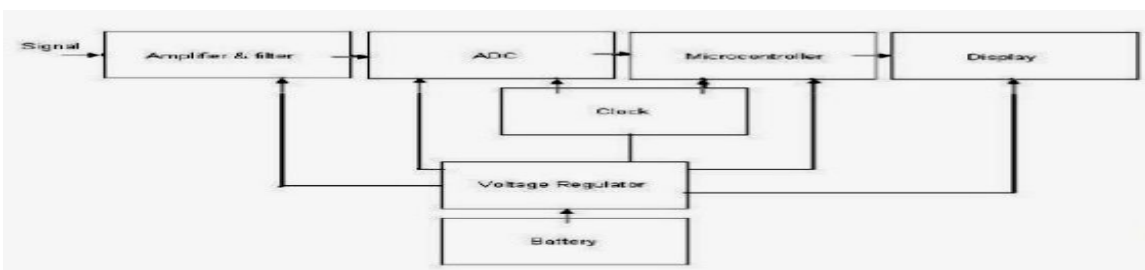 Signal
Amplifier & filter
ADC
Microcontroller
Display
Clock
Voltage Regulator
Battery